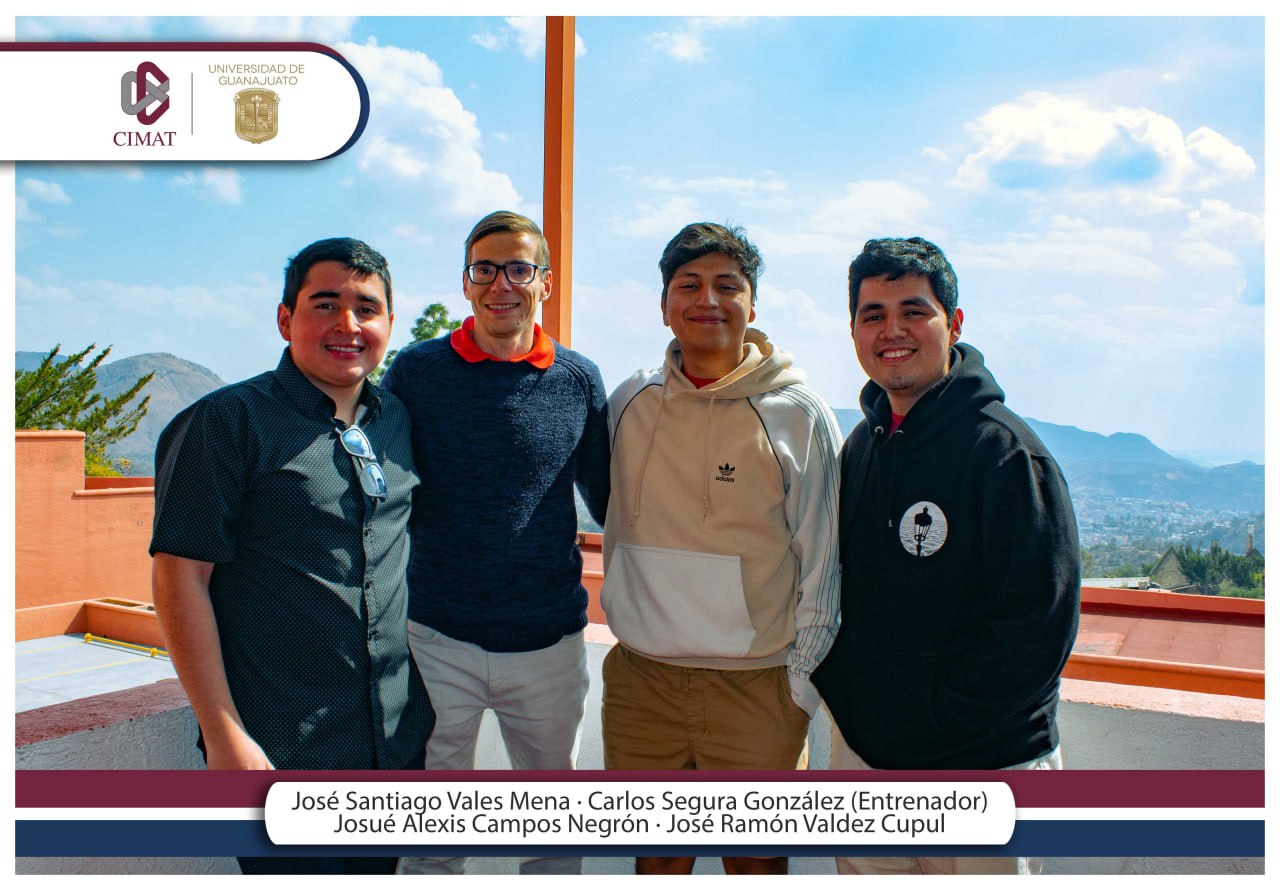 CIMAT
UNIVERSIDAD DE
GUANAJUATO
adidas
José Santiago Vales Mena · Carlos Segura González (Entrenador)
Josué Alexis Campos Negrón · José Ramón Valdez Cupul